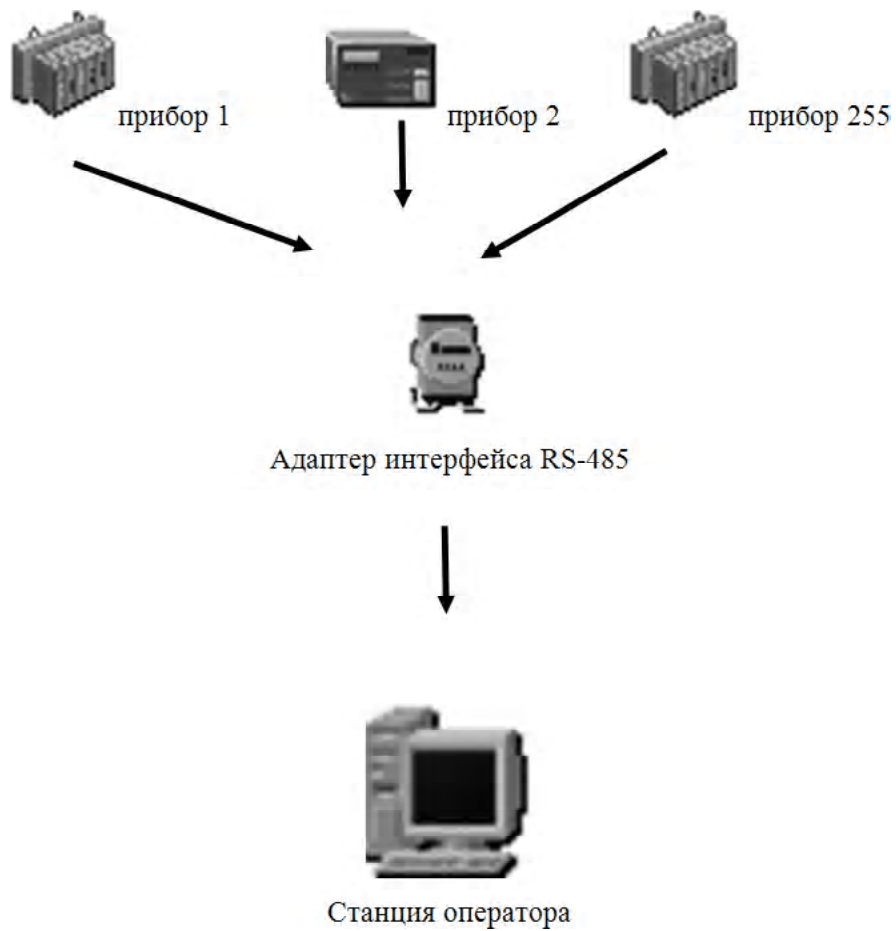 прибор 1
прибор 2
прибор 255
Адаптер интерфейса RS-485
Станция оператора